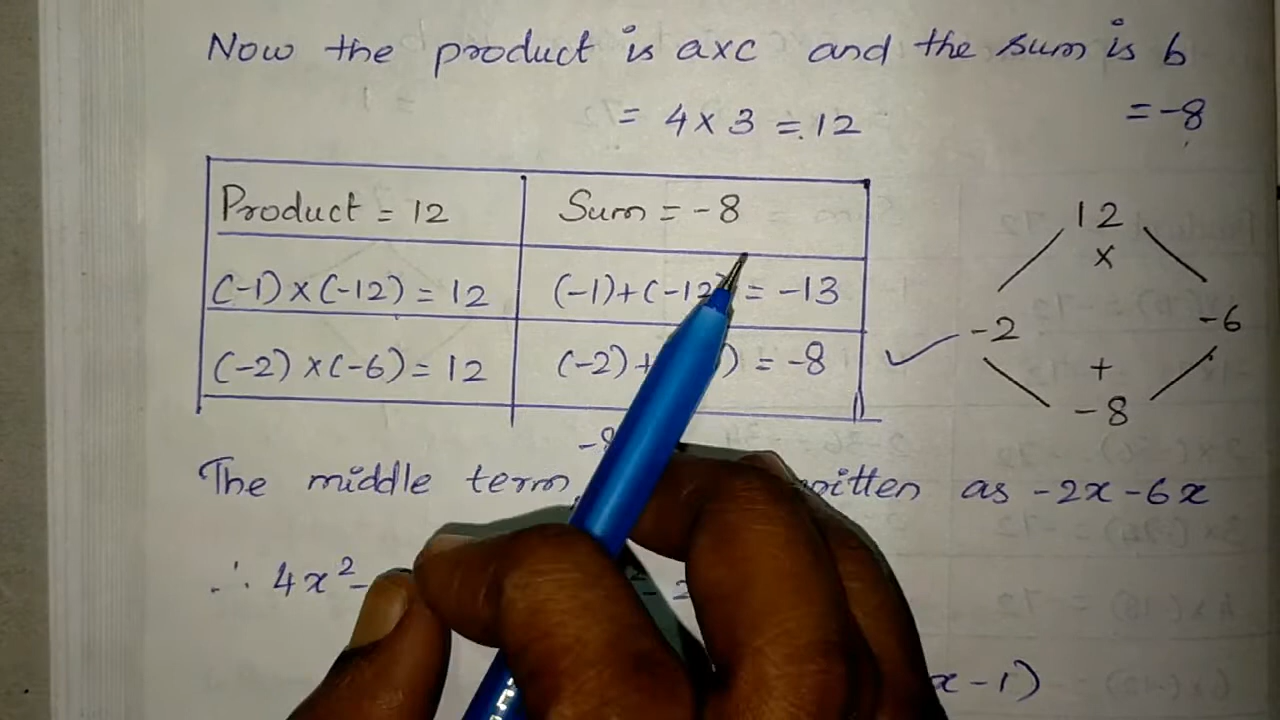 Now the product is axc and the sum is b
= 4 x 3 = 12 = -8
Product = 12 Sum = -8
(-1) x (-12) = 12 (-1) + (-12 = -13
(-2) x (-6) = 12 (-2) + ) = -8
12
x
-2 -6
+
-8
The middle term as -2x - 6x
∴ 4x² -
x - 1)